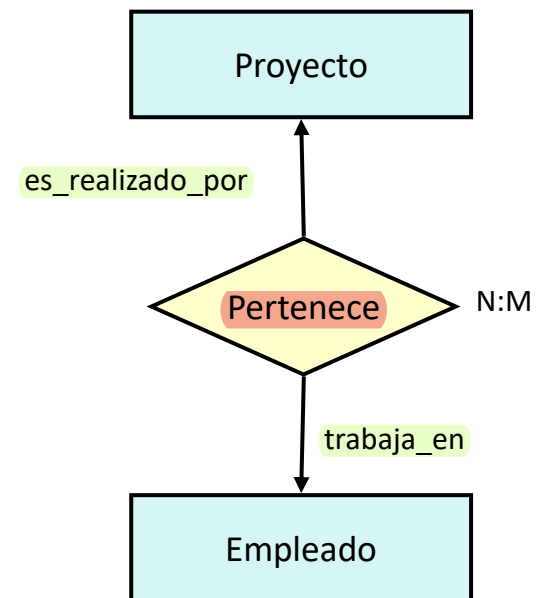 Proyecto
es_realizado_por
Pertenece
N:M
trabaja_en
Empleado